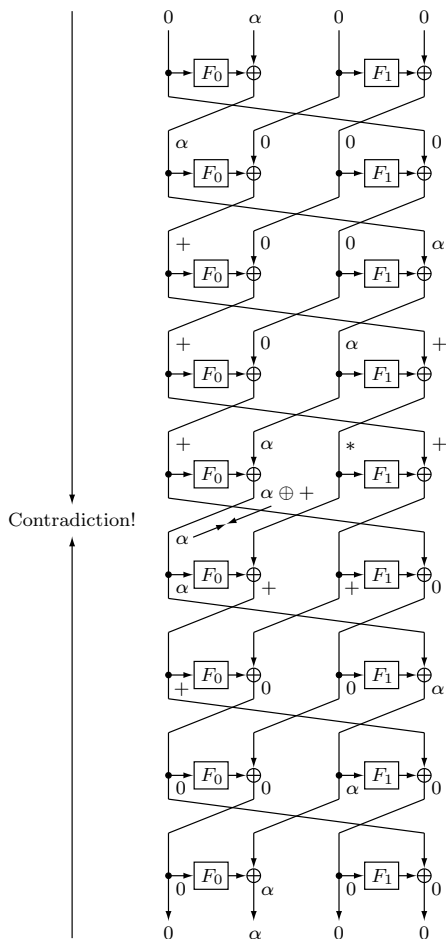 0 α 0 0
F₀ F₁
α 0 0 0
F₀ F₁
+ 0 0 α
F₀ F₁
+ 0 α +
F₀ F₁
+ α * +
F₀ F₁
α ⊕ +
Contradiction!
α
F₀ F₁
α + + 0
F₀ F₁
+ 0 0 α
F₀ F₁
0 0 α 0
F₀ F₁
0 α 0 0
0 α 0 0